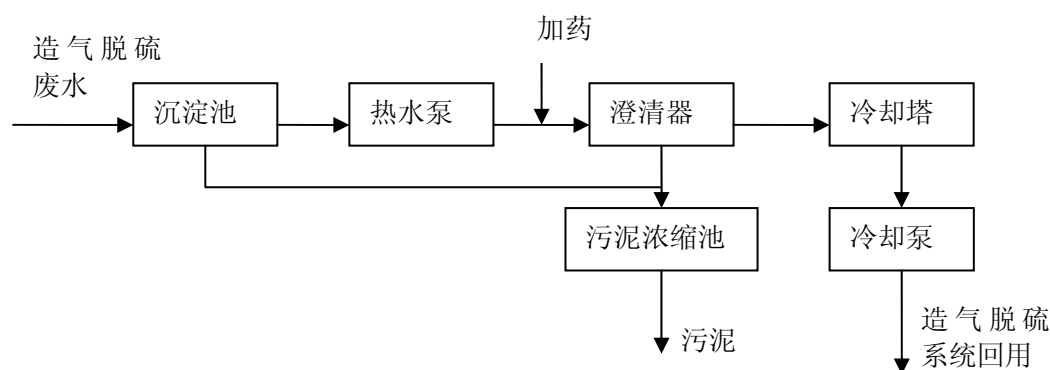 加药
造气脱硫
废水
沉淀池
热水泵
澄清器
冷却塔
污泥浓缩池
冷却泵
污泥
造气脱硫
系统回用